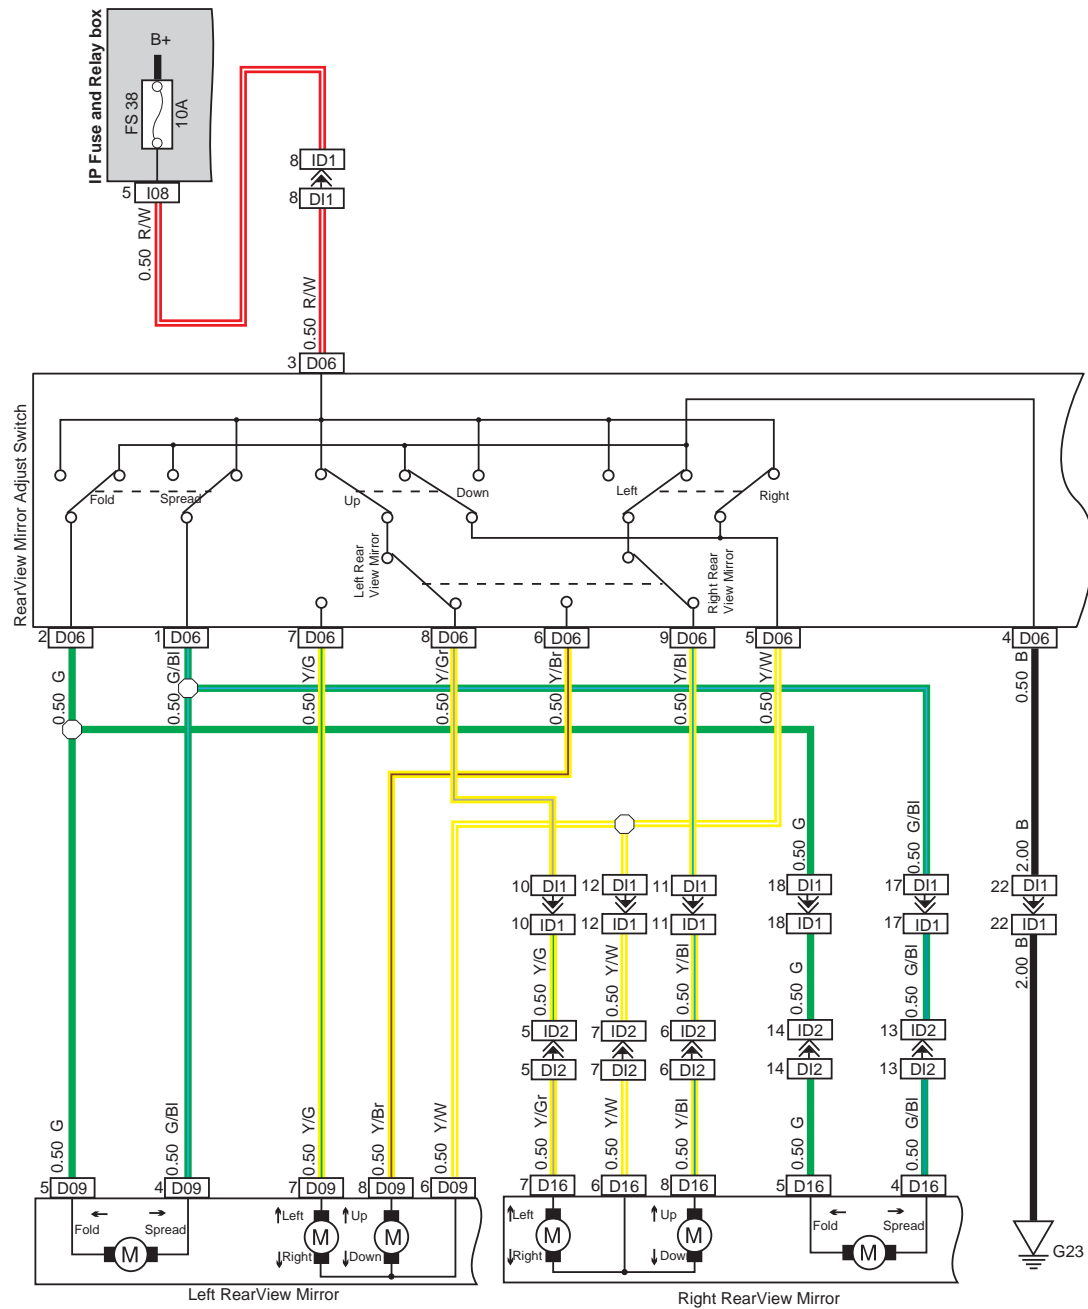 IP Fuse and Relay box
B+
FS 38
10A
5 I08
0.50 R/W
8 ID1
8 DI1
0.50 R/W
3 D06
RearView Mirror Adjust Switch
Fold
Spread
Up
Down
Left
Right
Left Rear
View Mirror
Right Rear
View Mirror
2 D06
1 D06
7 D06
8 D06
6 D06
9 D06
5 D06
4 D06
0.50 G
0.50 G/Bl
0.50 Y/G
0.50 Y/Gr
0.50 Y/Br
0.50 Y/Bl
0.50 Y/W
0.50 B
0.50 G
0.50 G/Bl
2.00 B
10 DI1
12 DI1
11 DI1
18 DI1
17 DI1
22 DI1
10 ID1
12 ID1
11 ID1
18 ID1
17 ID1
22 ID1
0.50 Y/G
0.50 Y/W
0.50 Y/Bl
0.50 G
0.50 G/Bl
2.00 B
5 ID2
7 ID2
6 ID2
14 ID2
13 ID2
5 DI2
7 DI2
6 DI2
14 DI2
13 DI2
0.50 G
0.50 G/Bl
0.50 Y/G
0.50 Y/Br
0.50 Y/W
0.50 Y/Gr
0.50 Y/W
0.50 Y/Bl
0.50 G
0.50 G/Bl
5 D09
4 D09
7 D09
8 D09
6 D09
7 D16
6 D16
8 D16
5 D16
4 D16
Fold
Spread
M
Left
Right
M
Up
Down
M
Left
Right
M
Up
Down
M
Fold
Spread
M
G23
Left RearView Mirror
Right RearView Mirror